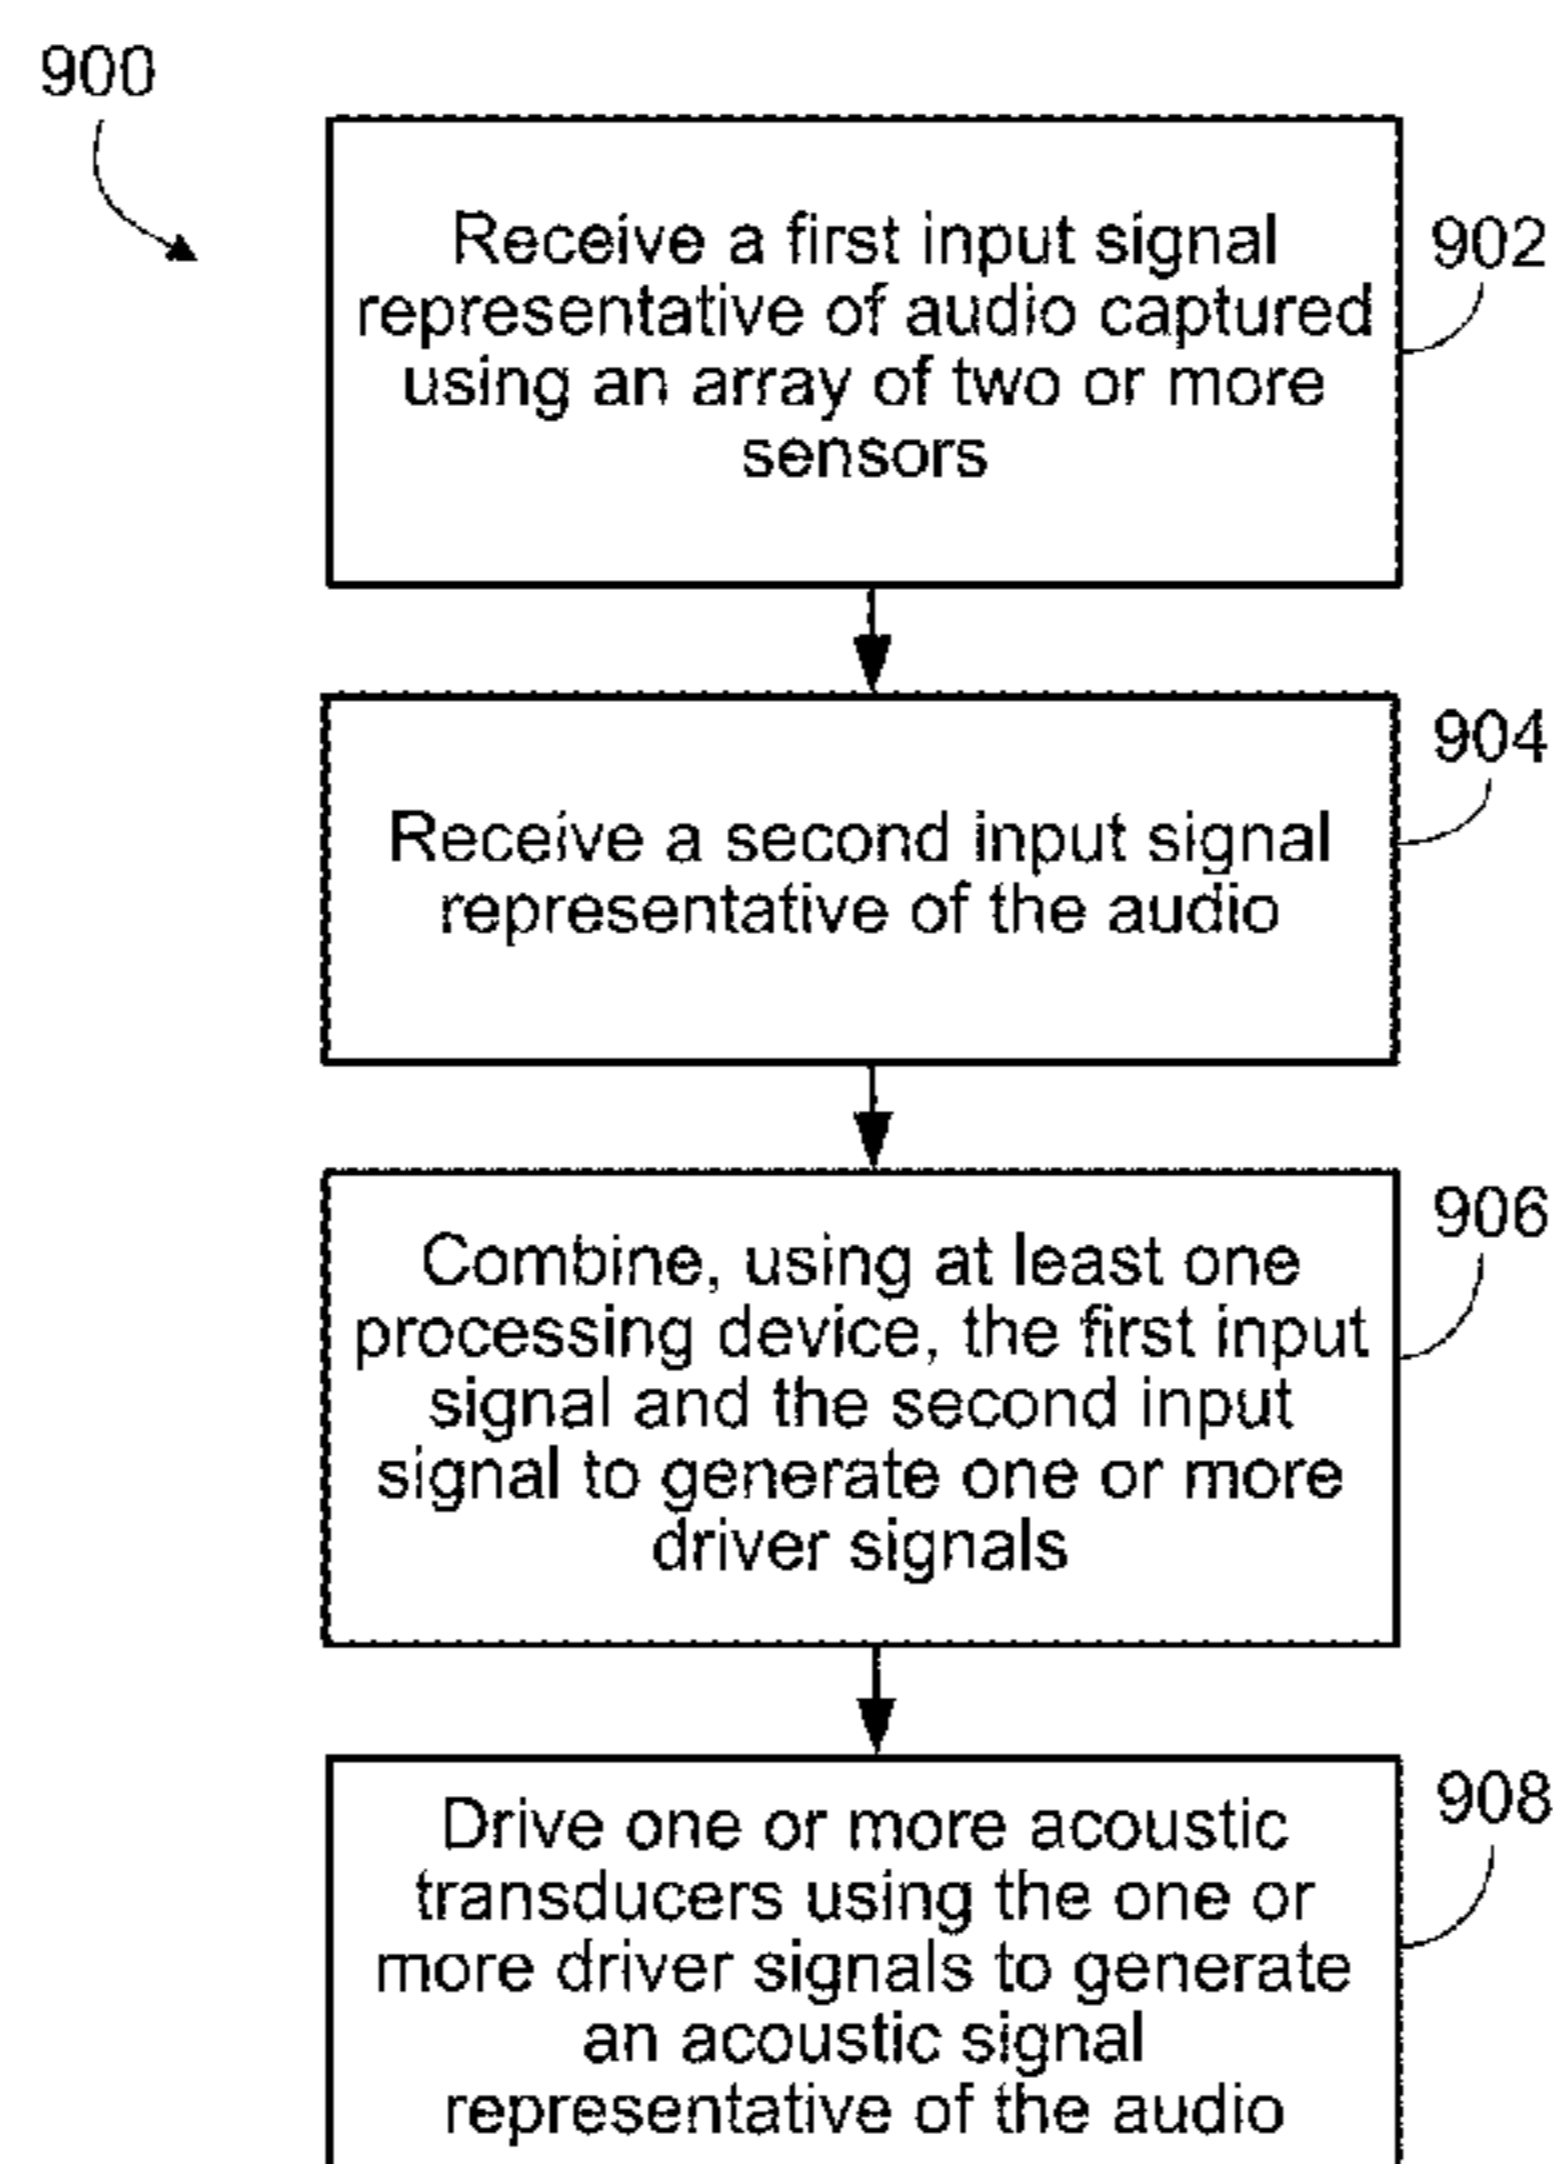 900
Receive a first input signal
representative of audio captured
using an array of two or more
sensors
902
Receive a second input signal
representative of the audio
904
Combine, using at least one
processing device, the first input
signal and the second input
signal to generate one or more
driver signals
906
Drive one or more acoustic
transducers using the one or
more driver signals to generate
an acoustic signal
representative of the audio
908